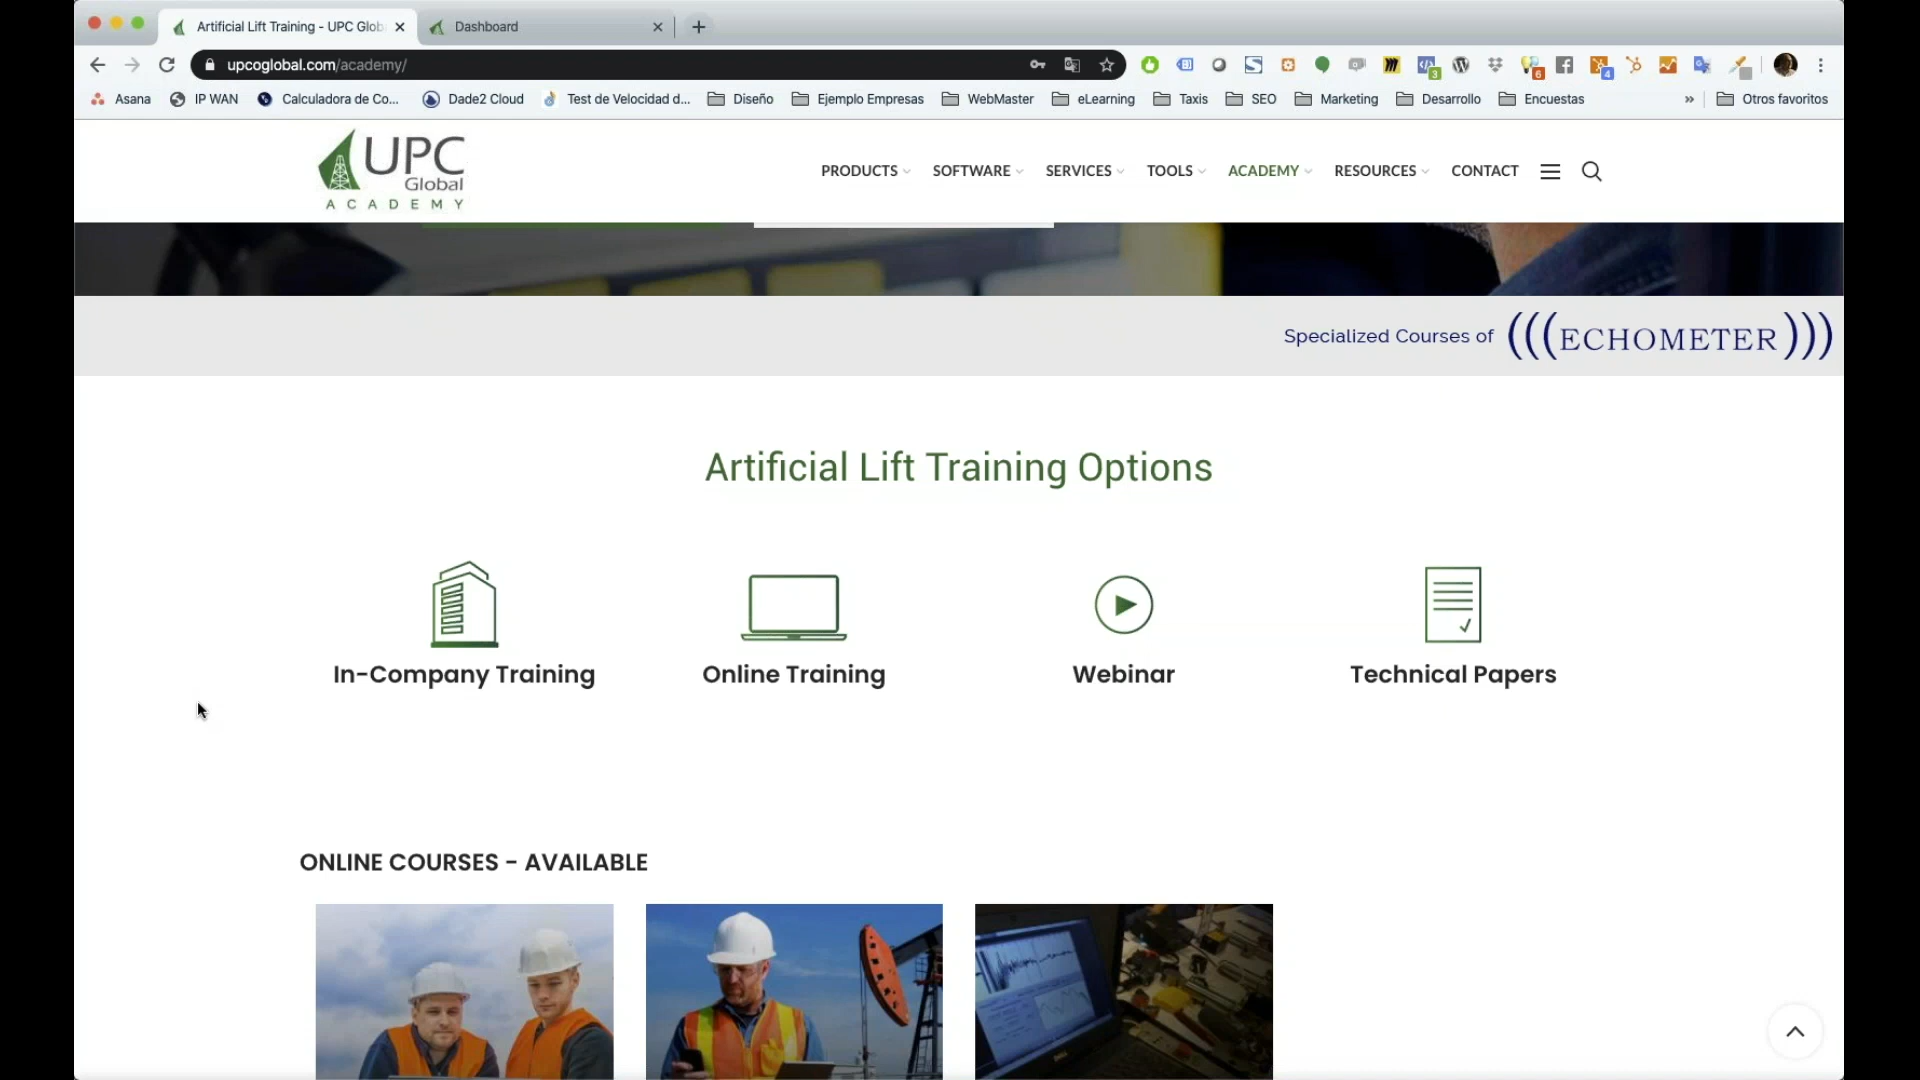 Artificial Lift Training - UPC Glob
Dashboard
upcoglobal.com/academy/
3
6
4
Asana
IP WAN
Calculadora de Co...
Dade2 Cloud
Test de Velocidad d...
Diseño
Ejemplo Empresas
WebMaster
eLearning
Taxis
SEO
Marketing
Desarrollo
Encuestas
»
Otros favoritos
UPC
Global
ACADEMY
PRODUCTS
SOFTWARE
SERVICES
TOOLS
ACADEMY
RESOURCES
CONTACT
Specialized Courses of (((ECHOMETER)))
Artificial Lift Training Options
In-Company Training
Online Training
Webinar
Technical Papers
ONLINE COURSES - AVAILABLE